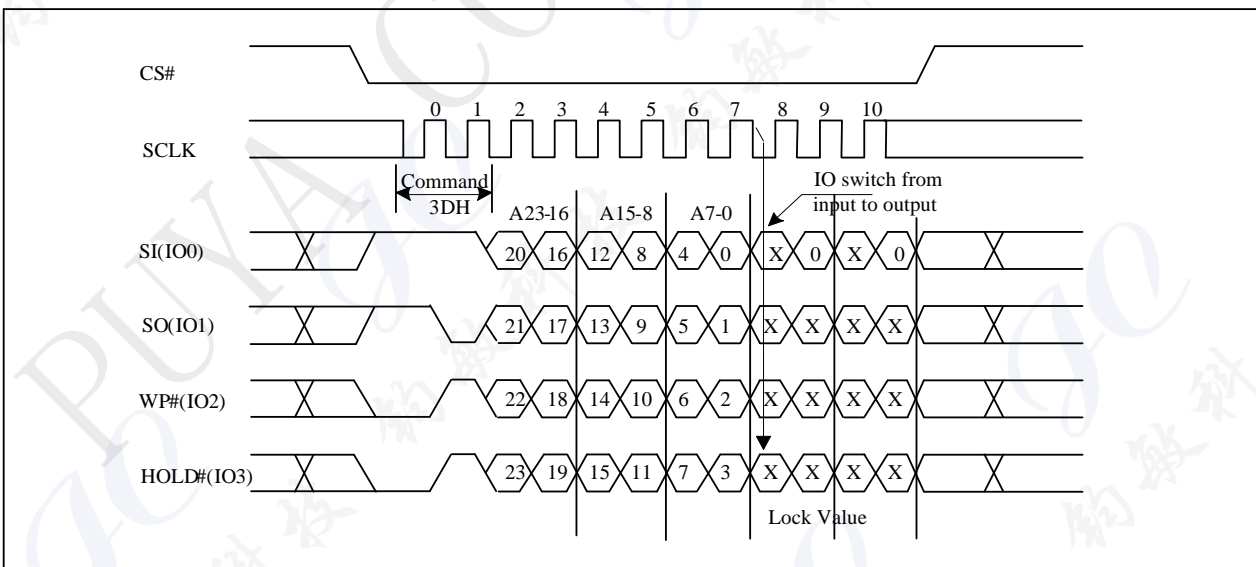 CS#
0 1 2 3 4 5 6 7 8 9 10
SCLK
Command
3DH
IO switch from
input to output
A23-16 A15-8 A7-0
SI(IO0)
20 16 12 8 4 0 X 0 X 0
SO(IO1)
21 17 13 9 5 1 X X X X
WP#(IO2)
22 18 14 10 6 2 X X X X
HOLD#(IO3)
23 19 15 11 7 3 X X X X
Lock Value
PUYA